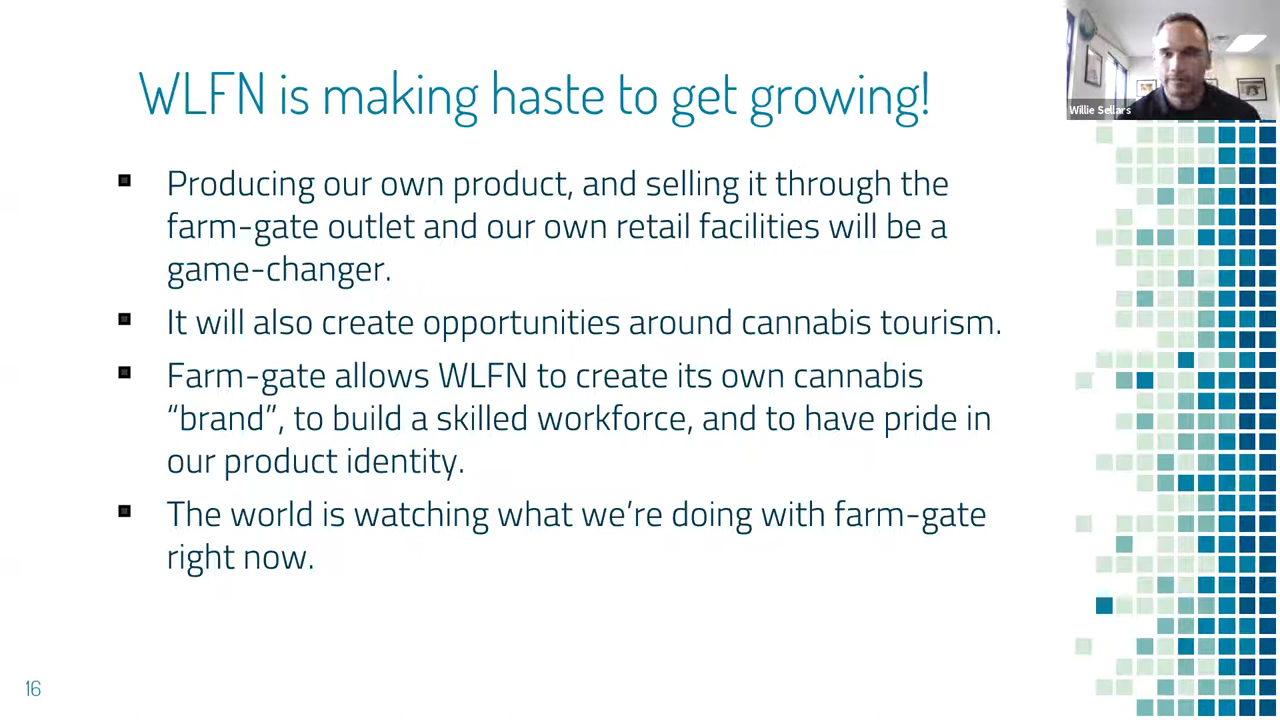 WLFN is making haste to get growing!
Willie Sellars
Producing our own product, and selling it through the
farm-gate outlet and our own retail facilities will be a
game-changer.
It will also create opportunities around cannabis tourism.
Farm-gate allows WLFN to create its own cannabis
“brand”, to build a skilled workforce, and to have pride in
our product identity.
The world is watching what we’re doing with farm-gate
right now.
16